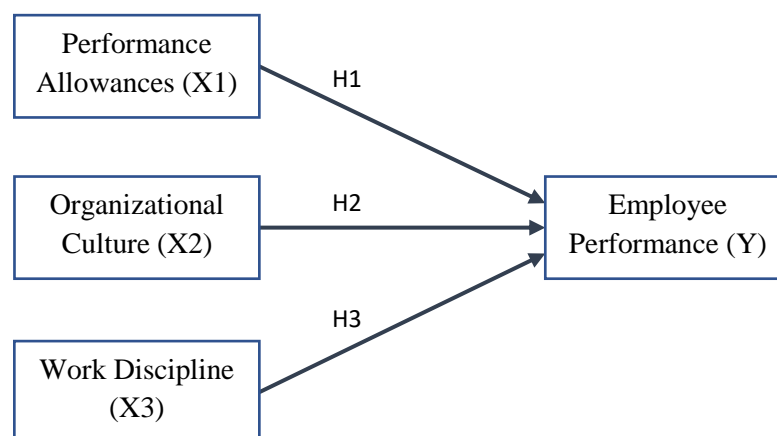 Performance
Allowances (X1)
H1
Organizational
Culture (X2)
H2
Employee
Performance (Y)
H3
Work Discipline
(X3)